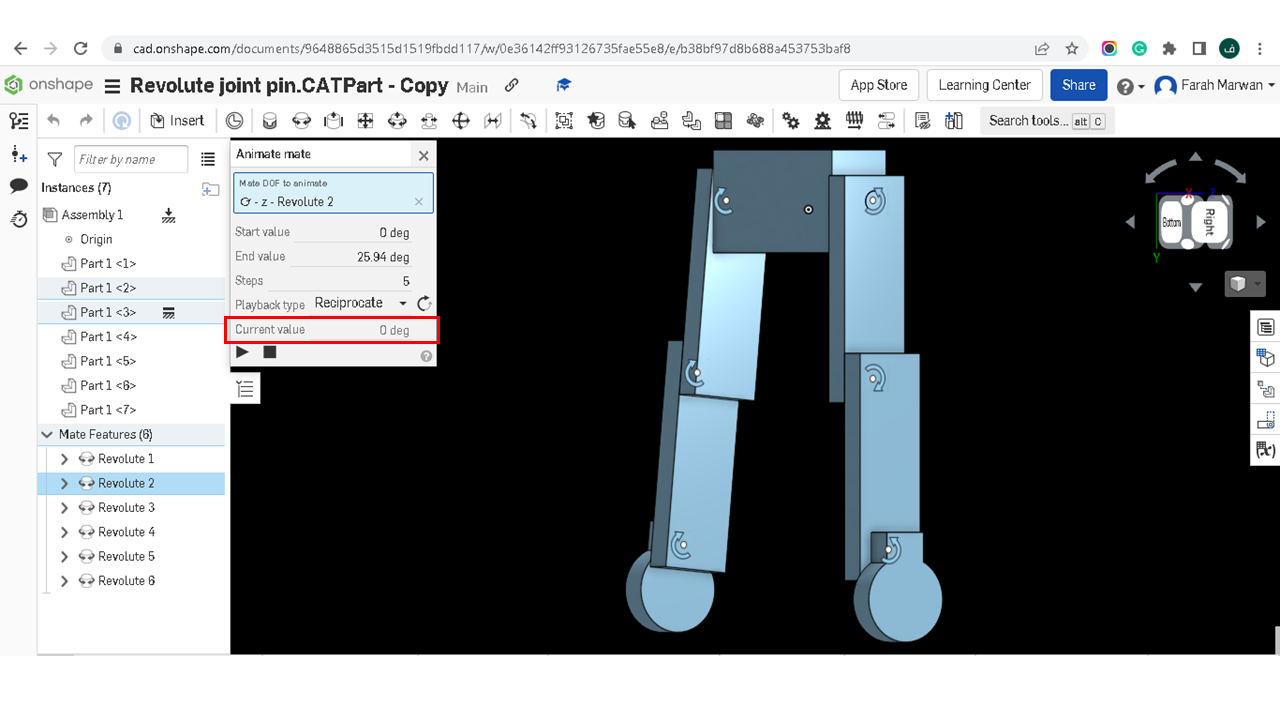 cad.onshape.com/documents/9648865d3515d1519fbdd117/w/0e36142ff93126735fae55e8/e/b38bf97d8b688a453753baf8
ف
onshape
Revolute joint pin.CATPart - Copy Main
App Store
Learning Center
Share
Farah Marwan
Insert
Search tools... alt C
Filter by name
Instances (7)
Assembly 1
Origin
Part 1 <1>
Part 1 <2>
Part 1 <3>
Part 1 <4>
Part 1 <5>
Part 1 <6>
Part 1 <7>
Mate Features (6)
Revolute 1
Revolute 2
Revolute 3
Revolute 4
Revolute 5
Revolute 6
Animate mate
Mate DOF to animate
- z - Revolute 2
Start value 0 deg
End value 25.94 deg
Steps 5
Playback type Reciprocate
Current value 0 deg
X
Z
Bottom
Right
Y
(x)